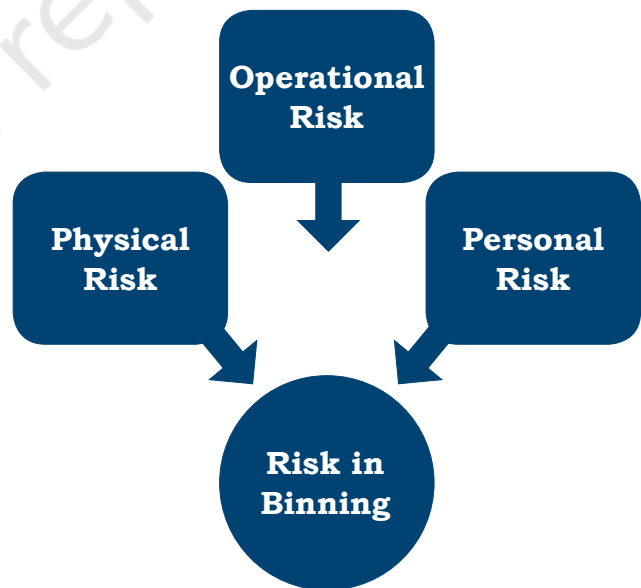 Operational
Risk
Physical
Risk
Personal
Risk
Risk in
Binning